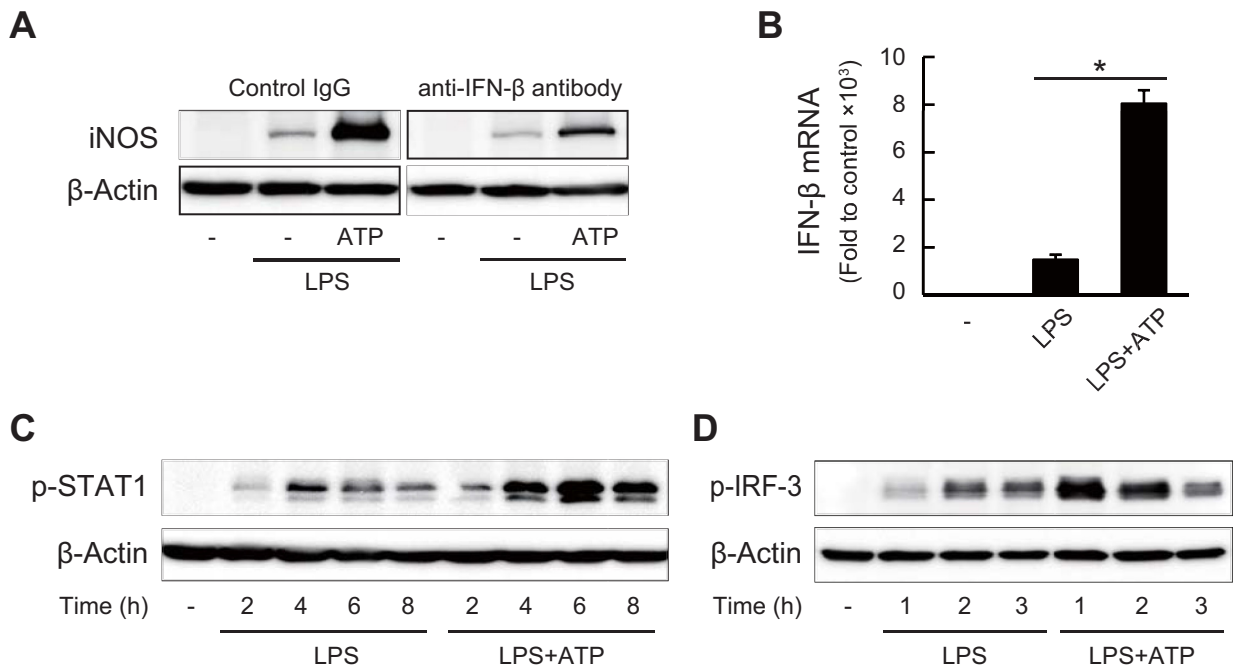 A
Control IgG
anti-IFN-β antibody
iNOS
β-Actin
- - ATP - - ATP
LPS LPS
B
IFN-β mRNA
(Fold to control ×10³)
10
8
6
4
2
0
*
- LPS LPS+ATP
C
p-STAT1
β-Actin
Time (h) - 2 4 6 8 2 4 6 8
LPS LPS+ATP
D
p-IRF-3
β-Actin
Time (h) - 1 2 3 1 2 3
LPS LPS+ATP